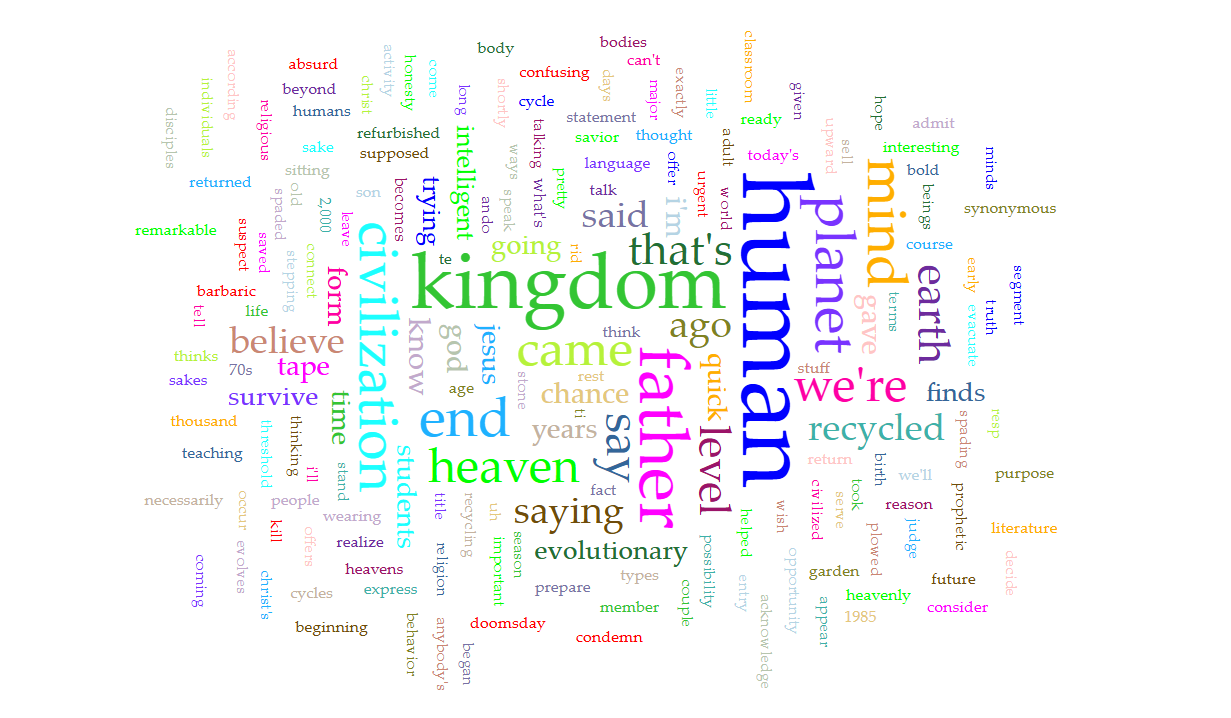 body
bodies
classroom
absurd
confusing
can't
according
activity
honesty
come
beyond
humans
individuals
christ
cycle
long
shortly
days
major
exactly
little
given
statement
ready
hope
admit
disciples
religious
refurbished
supposed
sake
sitting
intelligent
talking
savior
thought
adult
today's
upward
sell
interesting
bold
minds
returned
spaded
old
son
becomes
trying
ando
ways
speak
what's
pretty
language
talk
offer
i'm
urgent
world
human
planet
mind
beings
synonymous
remarkable
suspect
saved
stepping
2,000
connect
leave
civilization
going
te
rid
said
that's
kingdom
course
earth
early
evacuate
truth
segment
barbaric
life
tell
form
know
god
jesus
came
think
ago
father
gave
terms
thinks
believe
70s
tape
age
stone
rest
chance
quick
stuff
we're
finds
sakes
survive
time
end
ti
years
say
level
recycled
spading
resp
thousand
teaching
threshold
thinking
i'll
stand
students
heaven
fact
return
birth
we'll
purpose
necessarily
occur
people
wearing
title
recycling
uh
saying
season
important
helped
wish
civilized
serve
took
reason
prophetic
literature
evolves
kill
offers
realize
religion
evolutionary
possibility
opportunity
plowed
judge
decide
coming
christ's
cycles
heavens
express
prepare
types
couple
entry
garden
future
heavenly
consider
beginning
behavior
anybody's
began
doomsday
condemn
member
acknowledge
appear
1985